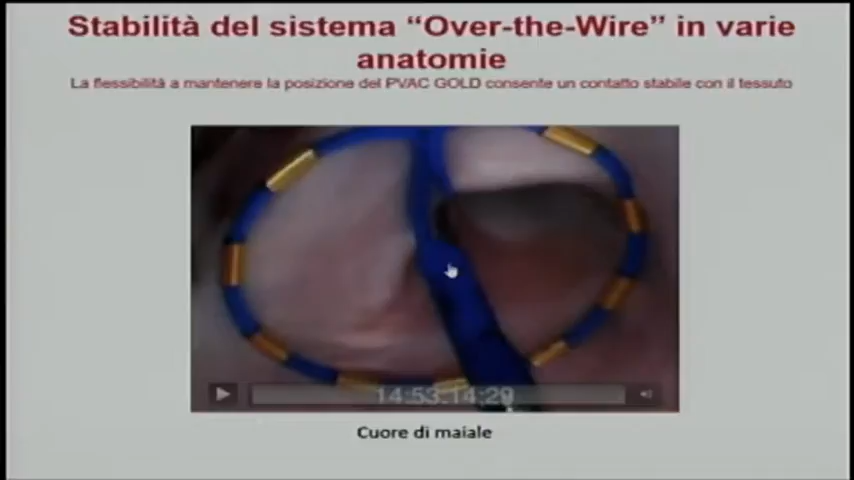 Stabilità del sistema “Over-the-Wire” in varie
anatomie
La flessibilità a mantenere la posizione del PVAC GOLD consente un contatto stabile con il tessuto
14:53:14:29
Cuore di maiale